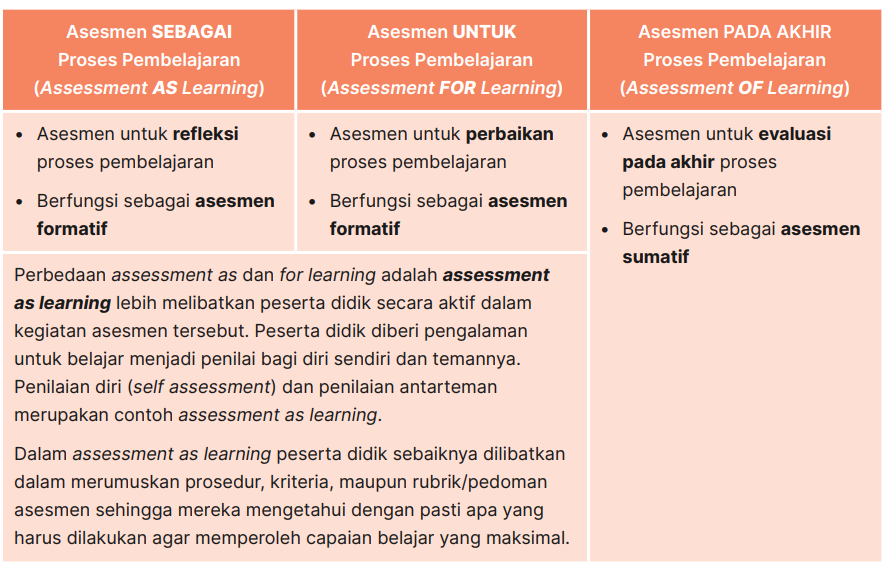 Asesmen SEBAGAI
Proses Pembelajaran
(Assessment AS Learning)
Asesmen UNTUK
Proses Pembelajaran
(Assessment FOR Learning)
Asesmen PADA AKHIR
Proses Pembelajaran
(Assessment OF Learning)
• Asesmen untuk refleksi
proses pembelajaran
• Berfungsi sebagai asesmen
formatif
• Asesmen untuk perbaikan
proses pembelajaran
• Berfungsi sebagai asesmen
formatif
• Asesmen untuk evaluasi
pada akhir proses
pembelajaran
• Berfungsi sebagai asesmen
sumatif
Perbedaan assessment as dan for learning adalah assessment
as learning lebih melibatkan peserta didik secara aktif dalam
kegiatan asesmen tersebut. Peserta didik diberi pengalaman
untuk belajar menjadi penilai bagi diri sendiri dan temannya.
Penilaian diri (self assessment) dan penilaian antarteman
merupakan contoh assessment as learning.
Dalam assessment as learning peserta didik sebaiknya dilibatkan
dalam merumuskan prosedur, kriteria, maupun rubrik/pedoman
asesmen sehingga mereka mengetahui dengan pasti apa yang
harus dilakukan agar memperoleh capaian belajar yang maksimal.